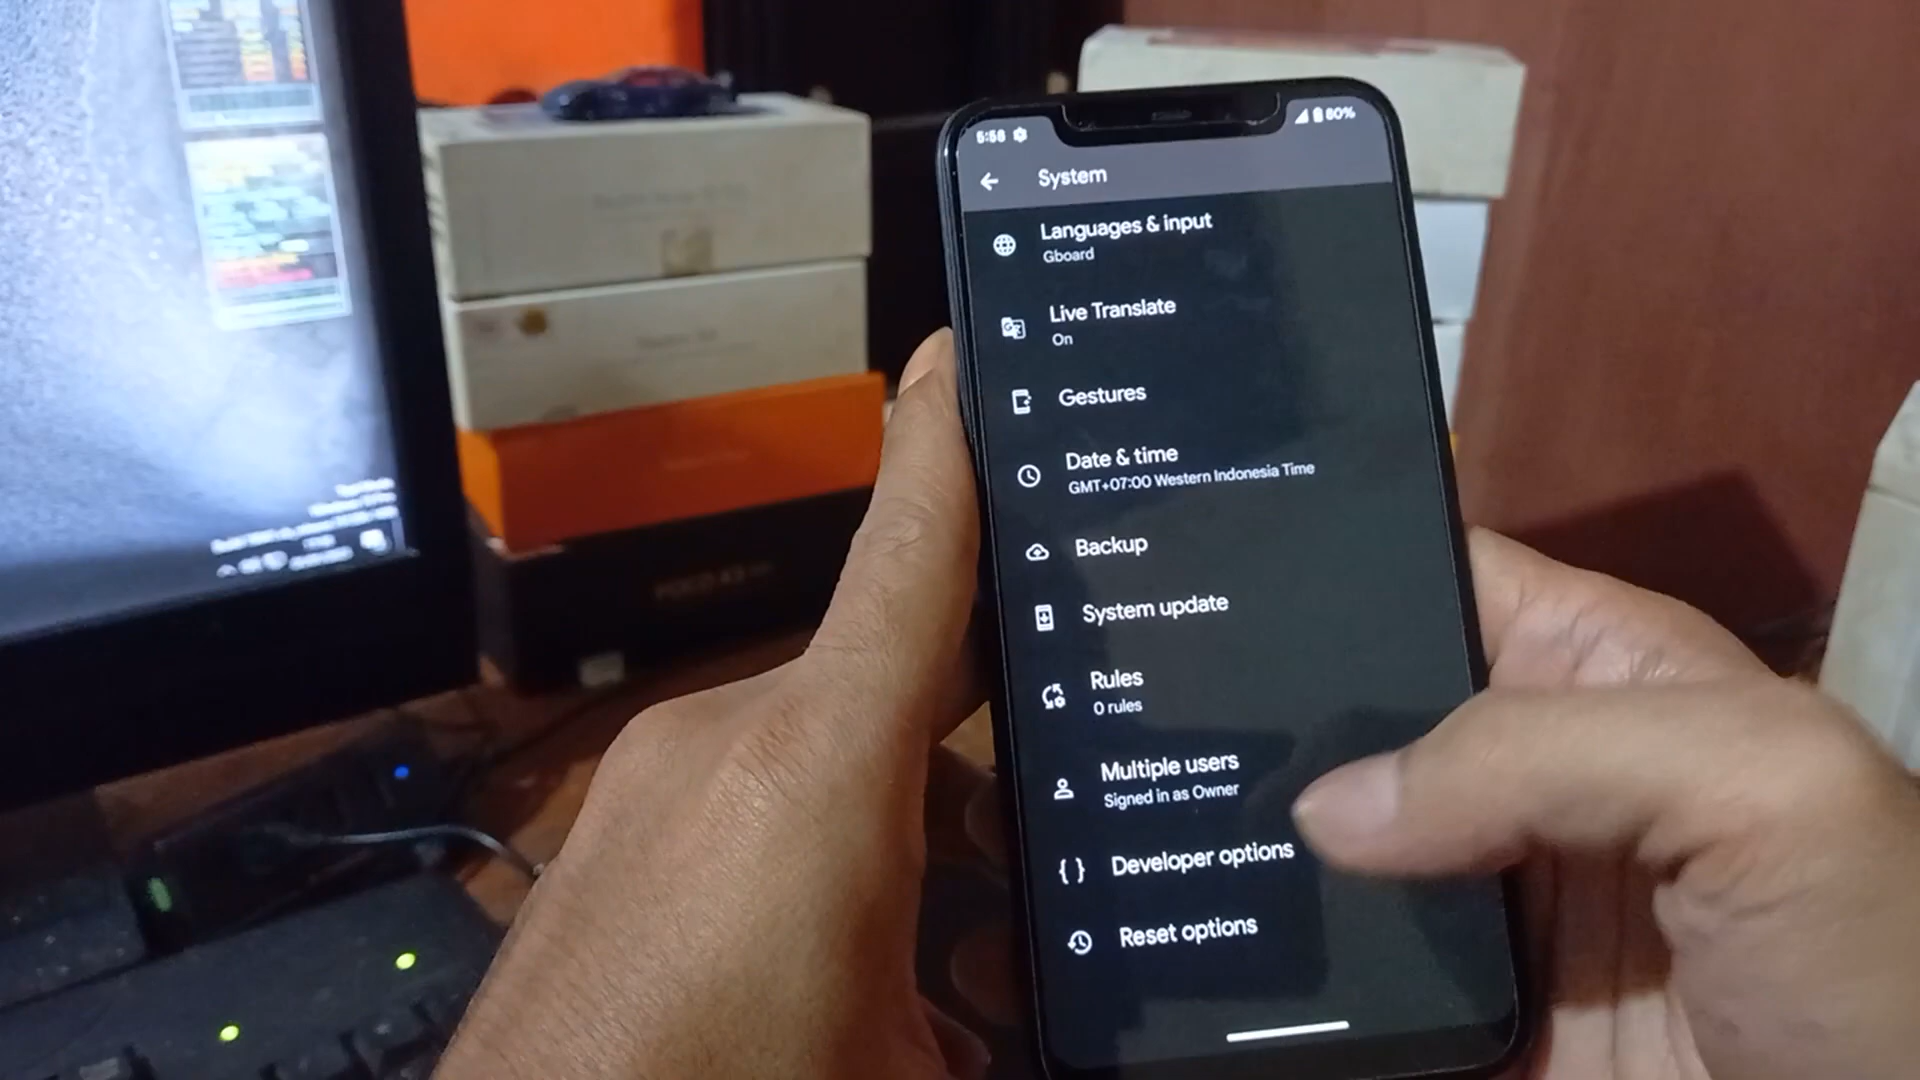 5:58
80%
System
Languages & input
Gboard
Live Translate
On
Gestures
Date & time
GMT+07:00 Western Indonesia Time
Backup
System update
Rules
0 rules
Multiple users
Signed in as Owner
Developer options
Reset options